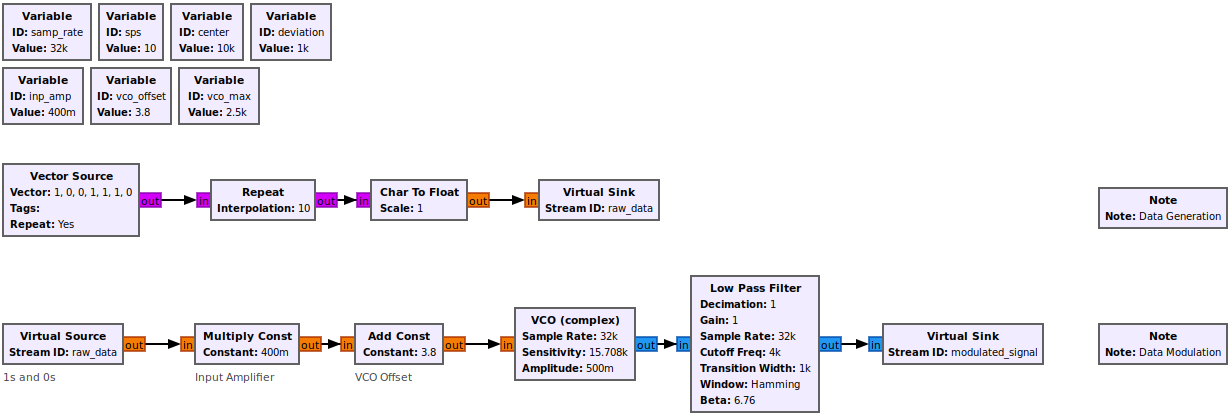 Variable
ID: samp_rate
Value: 32k
Variable
ID: sps
Value: 10
Variable
ID: center
Value: 10k
Variable
ID: deviation
Value: 1k
Variable
ID: inp_amp
Value: 400m
Variable
ID: vco_offset
Value: 3.8
Variable
ID: vco_max
Value: 2.5k
Vector Source
Vector: 1, 0, 0, 1, 1, 1, 0
Tags:
Repeat: Yes
out
in
Repeat
Interpolation: 10
out
in
Char To Float
Scale: 1
out
in
Virtual Sink
Stream ID: raw_data
Note
Note: Data Generation
Virtual Source
Stream ID: raw_data
out
1s and 0s
in
Multiply Const
Constant: 400m
out
Input Amplifier
in
Add Const
Constant: 3.8
out
VCO Offset
in
VCO (complex)
Sample Rate: 32k
Sensitivity: 15.708k
Amplitude: 500m
out
in
Low Pass Filter
Decimation: 1
Gain: 1
Sample Rate: 32k
Cutoff Freq: 4k
Transition Width: 1k
Window: Hamming
Beta: 6.76
out
in
Virtual Sink
Stream ID: modulated_signal
Note
Note: Data Modulation